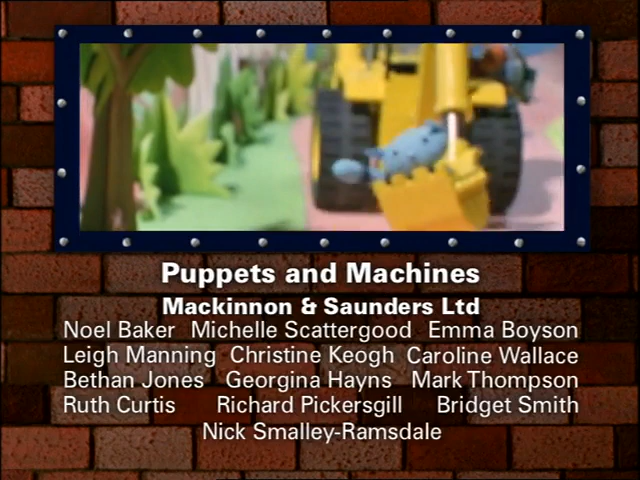 Puppets and Machines
Mackinnon & Saunders Ltd
Noel Baker Michelle Scattergood Emma Boyson
Leigh Manning Christine Keogh Caroline Wallace
Bethan Jones Georgina Hayns Mark Thompson
Ruth Curtis Richard Pickersgill Bridget Smith
Nick Smalley-Ramsdale